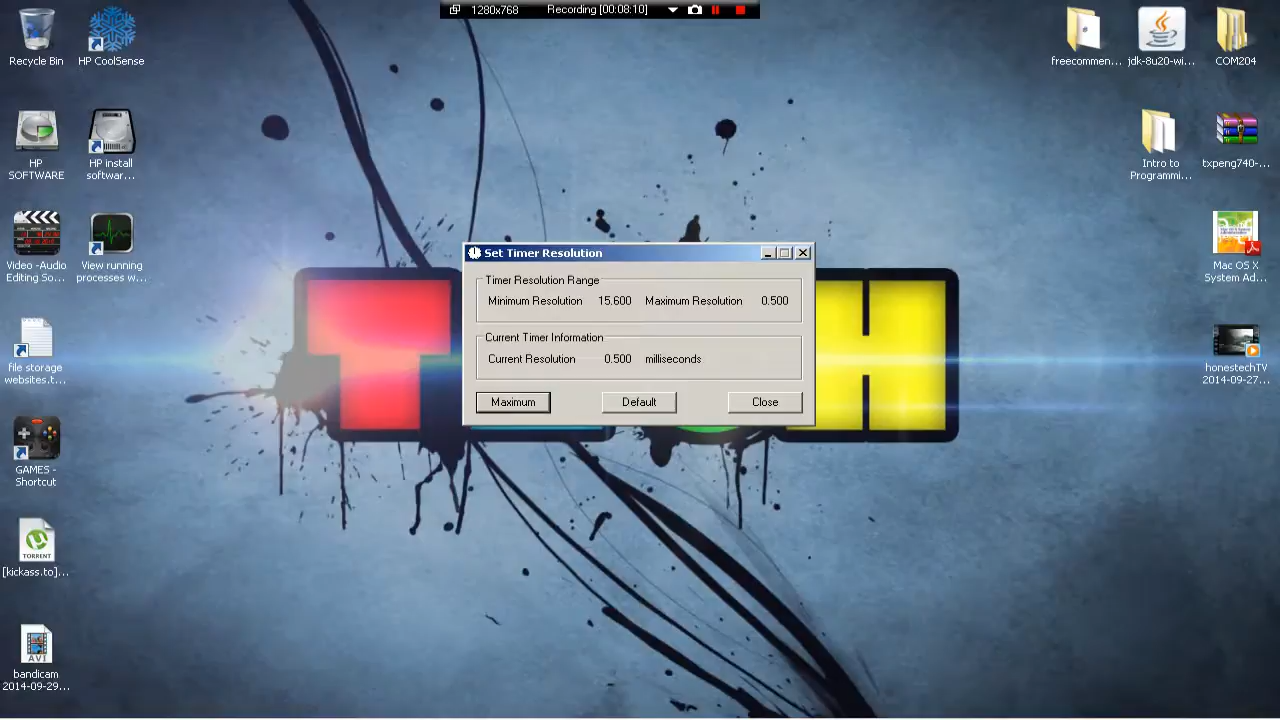 1280x768 Recording [00:08:10]
Recycle Bin
HP CoolSense
freecommen...
jdk-8u20-wi...
COM204
HP SOFTWARE
HP install softwar...
Intro to Programmi...
txpeng740-...
Video -Audio Editing So...
View running processes w...
Mac OS X System Ad...
Set Timer Resolution
Timer Resolution Range
Minimum Resolution 15.600 Maximum Resolution 0.500
Current Timer Information
Current Resolution 0.500 milliseconds
Maximum Default Close
T H
file storage websites.t...
honestechTV 2014-09-27...
GAMES - Shortcut
TORRENT
[kickass.to]...
AVI
bandicam 2014-09-29...